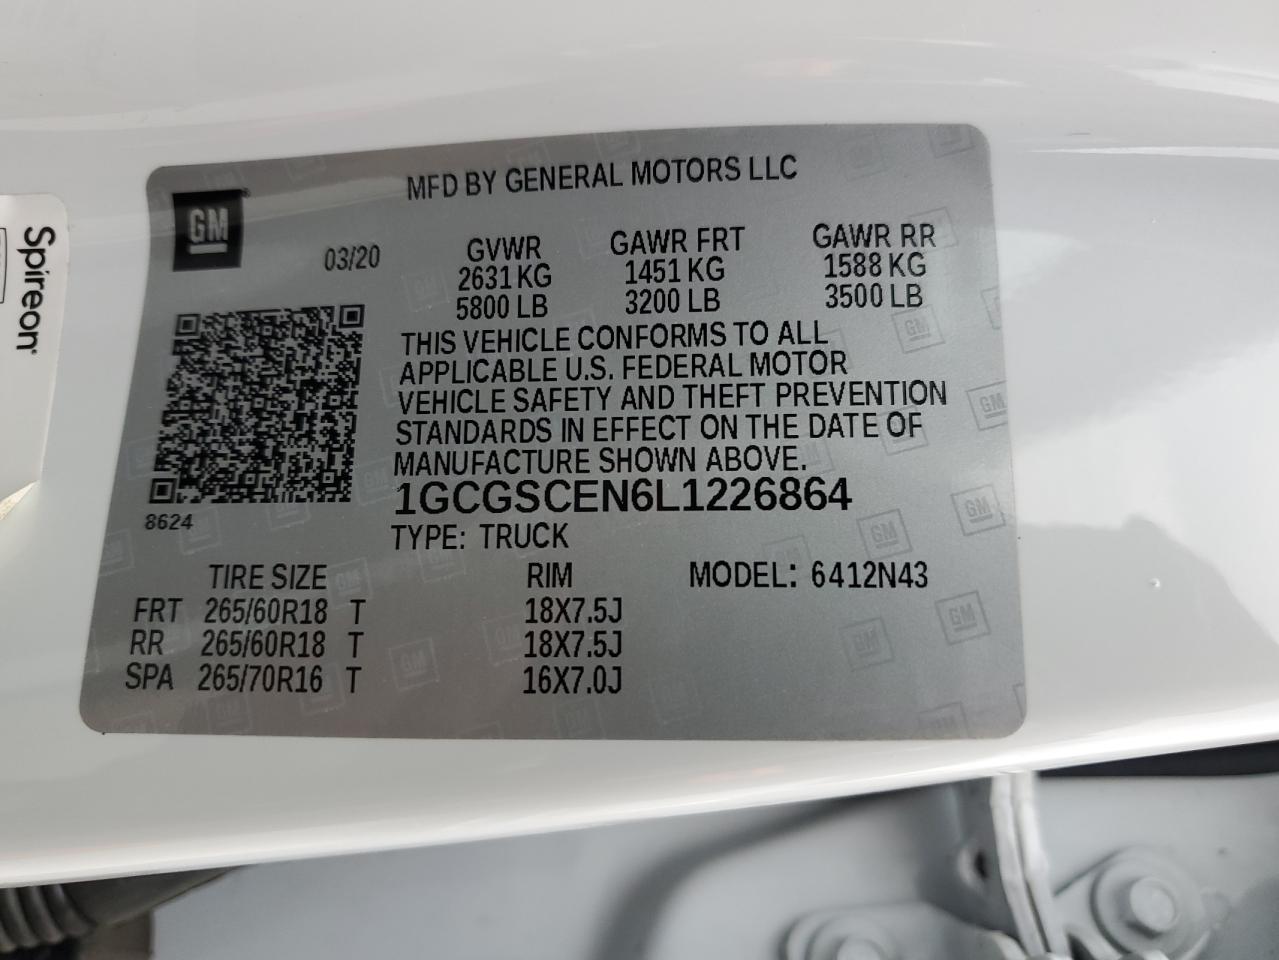 MFD BY GENERAL MOTORS LLC
GM
03/20
GVWR GAWR FRT GAWR RR
2631 KG 1451 KG 1588 KG
5800 LB 3200 LB 3500 LB
THIS VEHICLE CONFORMS TO ALL
APPLICABLE U.S. FEDERAL MOTOR
VEHICLE SAFETY AND THEFT PREVENTION
STANDARDS IN EFFECT ON THE DATE OF
MANUFACTURE SHOWN ABOVE.
1GCGSCEN6L1226864
8624
TYPE: TRUCK
TIRE SIZE RIM MODEL: 6412N43
FRT 265/60R18 T 18X7.5J
RR 265/60R18 T 18X7.5J
SPA 265/70R16 T 16X7.0J
Spireon